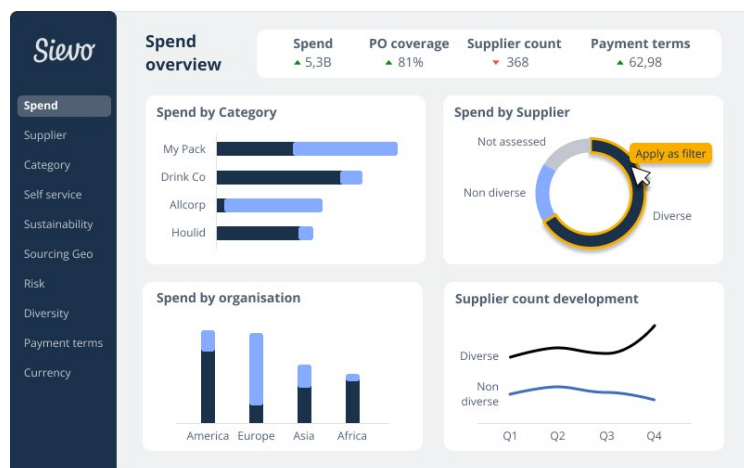 Sievo
Spend
Supplier
Category
Self service
Sustainability
Sourcing Geo
Risk
Diversity
Payment terms
Currency
Spend
overview
Spend
5,3B
PO coverage
81%
Supplier count
368
Payment terms
62,98
Spend by Category
My Pack
Drink Co
Allcorp
Houlid
Spend by Supplier
Not assessed
Apply as filter
Non diverse
Diverse
Spend by organisation
America
Europe
Asia
Africa
Supplier count development
Diverse
Non
diverse
Q1
Q2
Q3
Q4